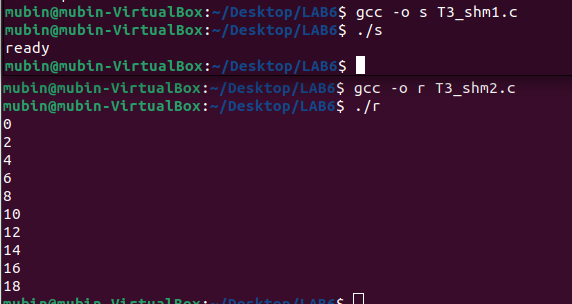 mubin@mubin-VirtualBox:~/Desktop/LAB6$ gcc -o s T3_shm1.c
mubin@mubin-VirtualBox:~/Desktop/LAB6$ ./s
ready
mubin@mubin-VirtualBox:~/Desktop/LAB6$
mubin@mubin-VirtualBox:~/Desktop/LAB6$ gcc -o r T3_shm2.c
mubin@mubin-VirtualBox:~/Desktop/LAB6$ ./r
0
2
4
6
8
10
12
14
16
18
mubin@mubin-VirtualBox:~/Desktop/LAB6$